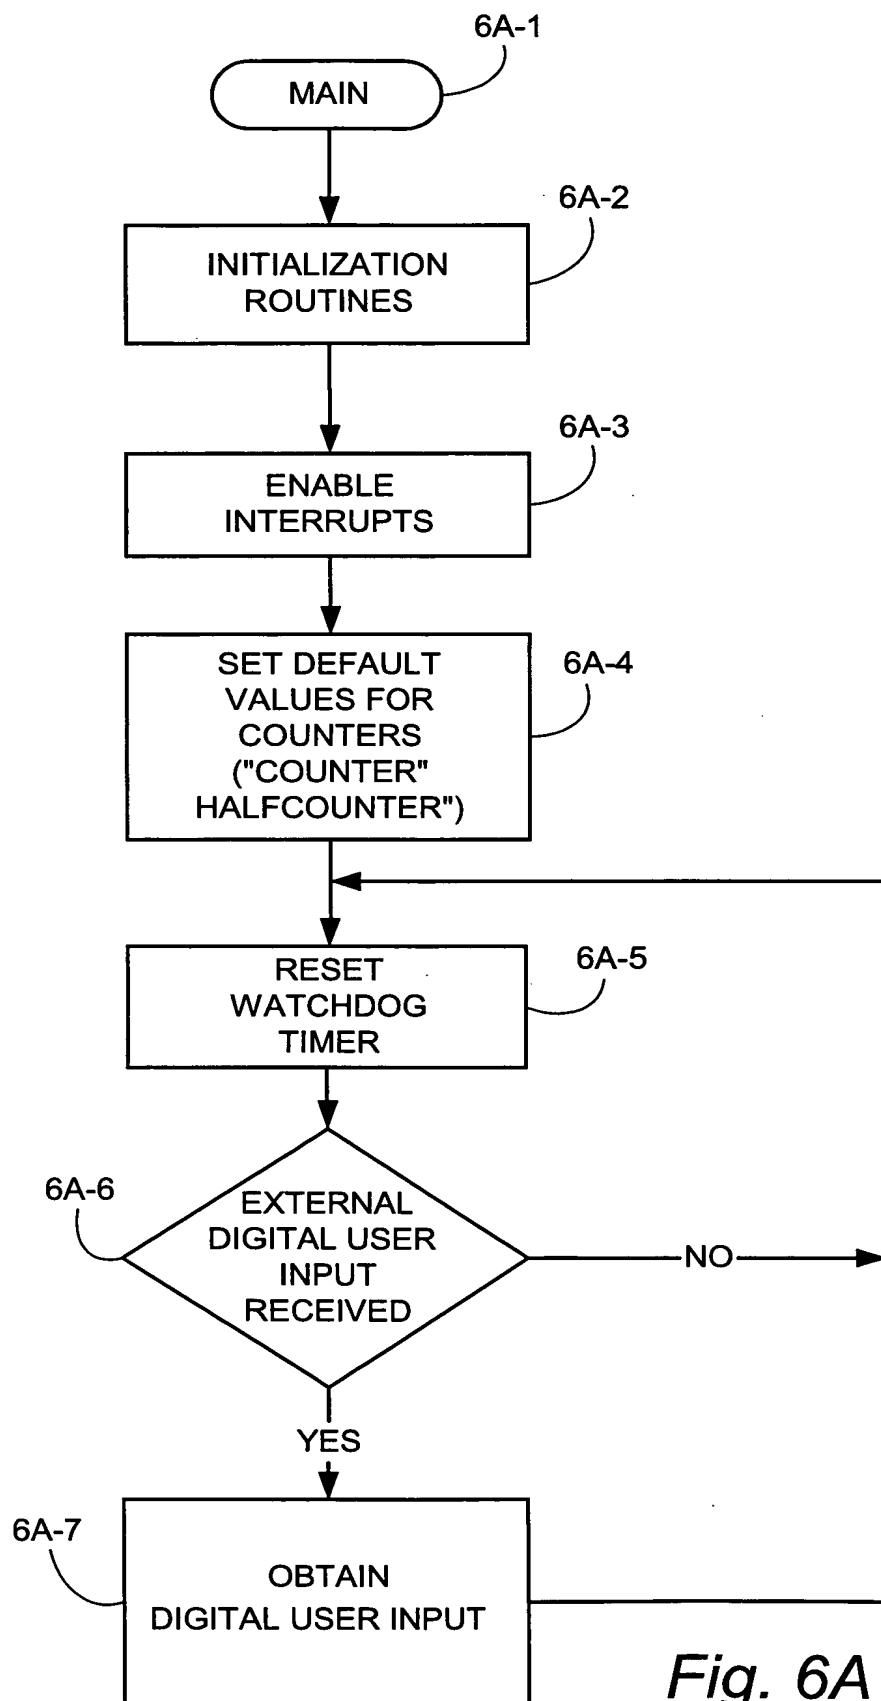 6A-1
MAIN
6A-2
INITIALIZATION
ROUTINES
6A-3
ENABLE
INTERRUPTS
SET DEFAULT
VALUES FOR
COUNTERS
("COUNTER"
HALFCOUNTER")
6A-4
RESET
WATCHDOG
TIMER
6A-5
6A-6
EXTERNAL
DIGITAL USER
INPUT
RECEIVED
NO
YES
6A-7
OBTAIN
DIGITAL USER INPUT
Fig. 6A